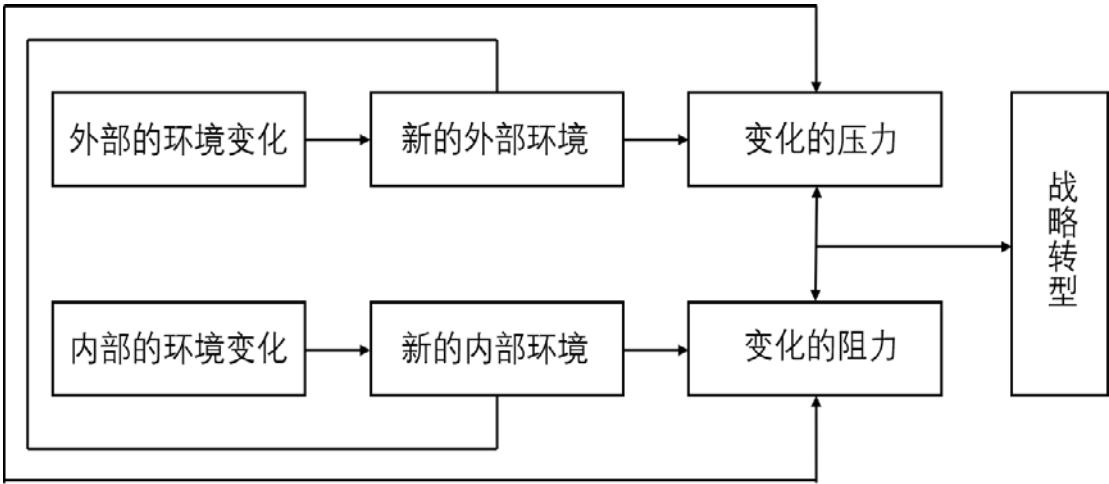 外部的环境变化
新的外部环境
变化的压力
战略转型
内部的环境变化
新的内部环境
变化的阻力